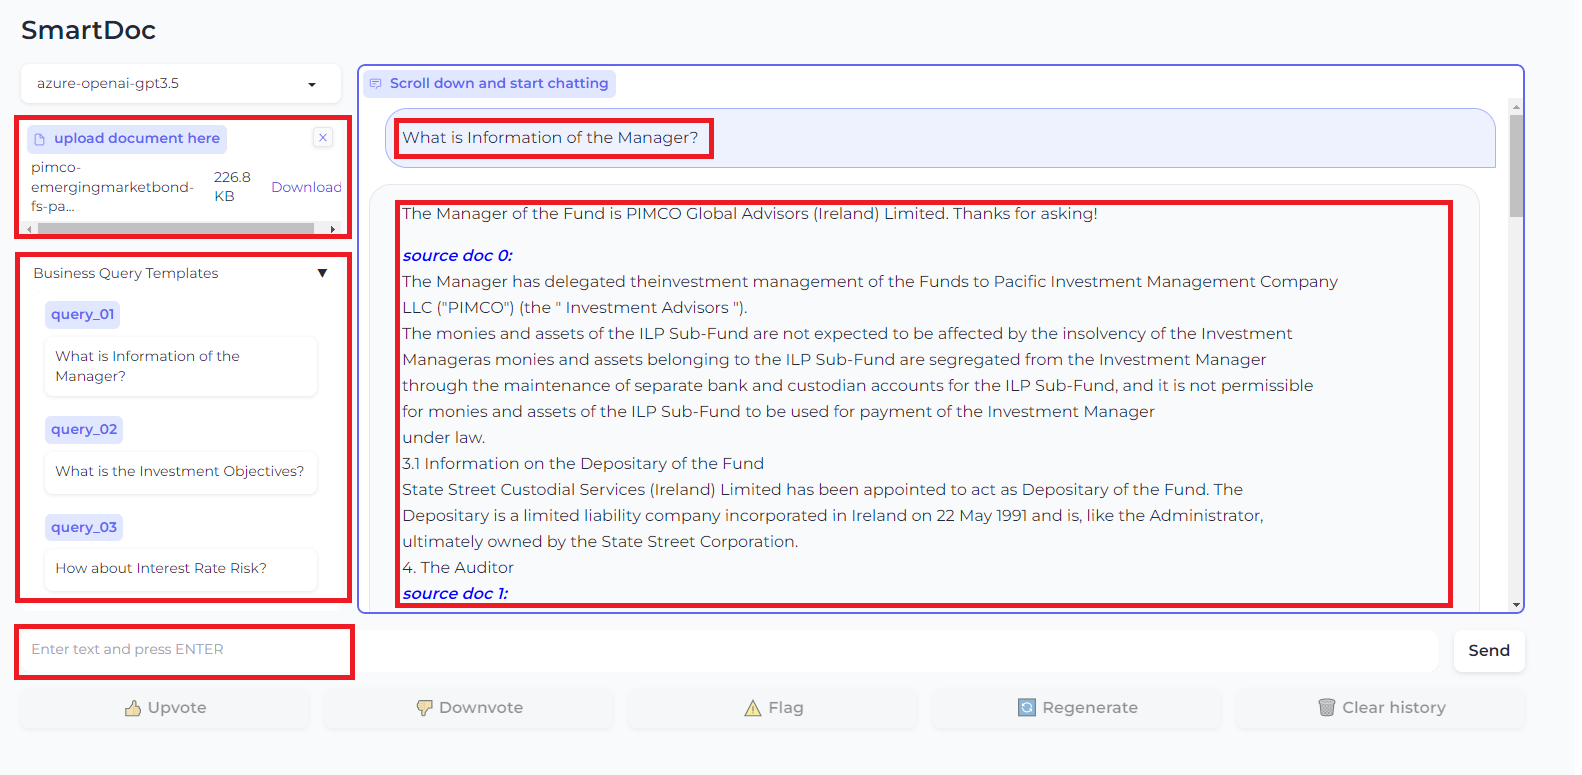 SmartDoc
azure-openai-gpt3.5
upload document here
pimco-
emergingmarketbond-
fs-pa...
226.8
KB
Download
Business Query Templates
query_01
What is Information of the
Manager?
query_02
What is the Investment Objectives?
query_03
How about Interest Rate Risk?
Scroll down and start chatting
What is Information of the Manager?
The Manager of the Fund is PIMCO Global Advisors (Ireland) Limited. Thanks for asking!
source doc 0:
The Manager has delegated theinvestment management of the Funds to Pacific Investment Management Company
LLC ("PIMCO") (the " Investment Advisors ").
The monies and assets of the ILP Sub-Fund are not expected to be affected by the insolvency of the Investment
Manageras monies and assets belonging to the ILP Sub-Fund are segregated from the Investment Manager
through the maintenance of separate bank and custodian accounts for the ILP Sub-Fund, and it is not permissible
for monies and assets of the ILP Sub-Fund to be used for payment of the Investment Manager
under law.
3.1 Information on the Depositary of the Fund
State Street Custodial Services (Ireland) Limited has been appointed to act as Depositary of the Fund. The
Depositary is a limited liability company incorporated in Ireland on 22 May 1991 and is, like the Administrator,
ultimately owned by the State Street Corporation.
4. The Auditor
source doc 1:
Enter text and press ENTER
Send
Upvote
Downvote
Flag
Regenerate
Clear history